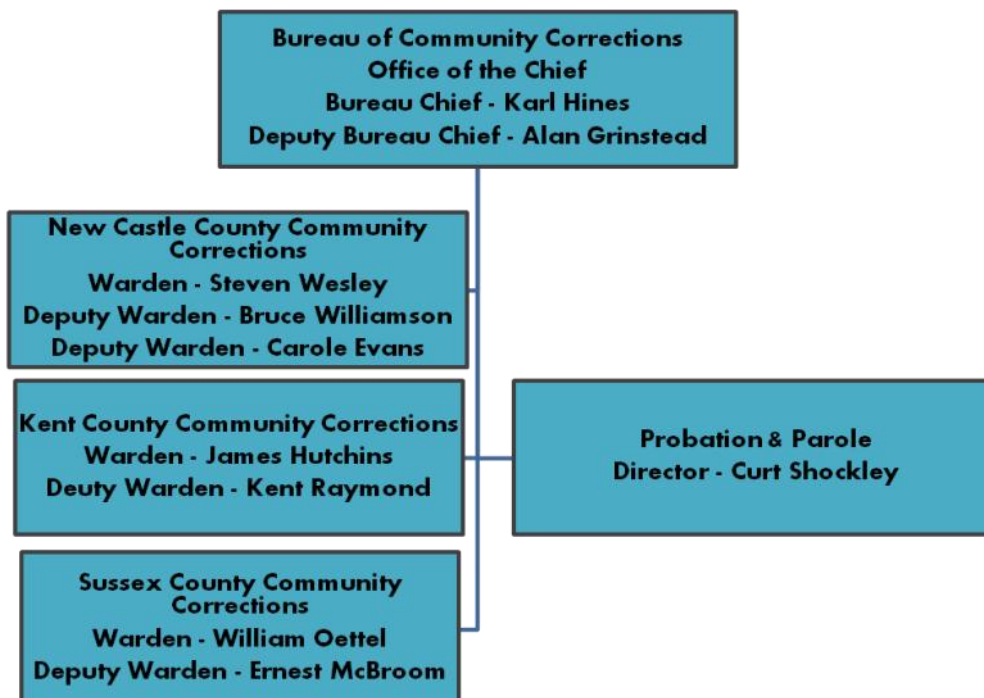 Bureau of Community Corrections
Office of the Chief
Bureau Chief - Karl Hines
Deputy Bureau Chief - Alan Grinstead
New Castle County Community
Corrections
Warden - Steven Wesley
Deputy Warden - Bruce Williamson
Deputy Warden - Carole Evans
Kent County Community Corrections
Warden - James Hutchins
Deuty Warden - Kent Raymond
Probation & Parole
Director - Curt Shockley
Sussex County Community
Corrections
Warden - William Oettel
Deputy Warden - Ernest McBroom